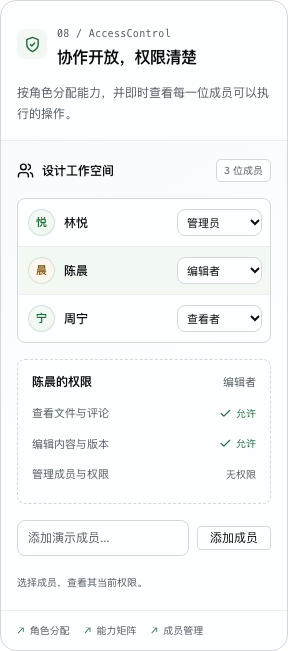 08 / AccessControl
协作开放，权限清楚
按角色分配能力，并即时查看每一位成员可以执
行的操作。
设计工作空间
3 位成员
悦 林悦 管理员
晨 陈晨 编辑者
宁 周宁 查看者
陈晨的权限 编辑者
查看文件与评论 允许
编辑内容与版本 允许
管理成员与权限 无权限
添加演示成员... 添加成员
选择成员，查看其当前权限。
角色分配 能力矩阵 成员管理